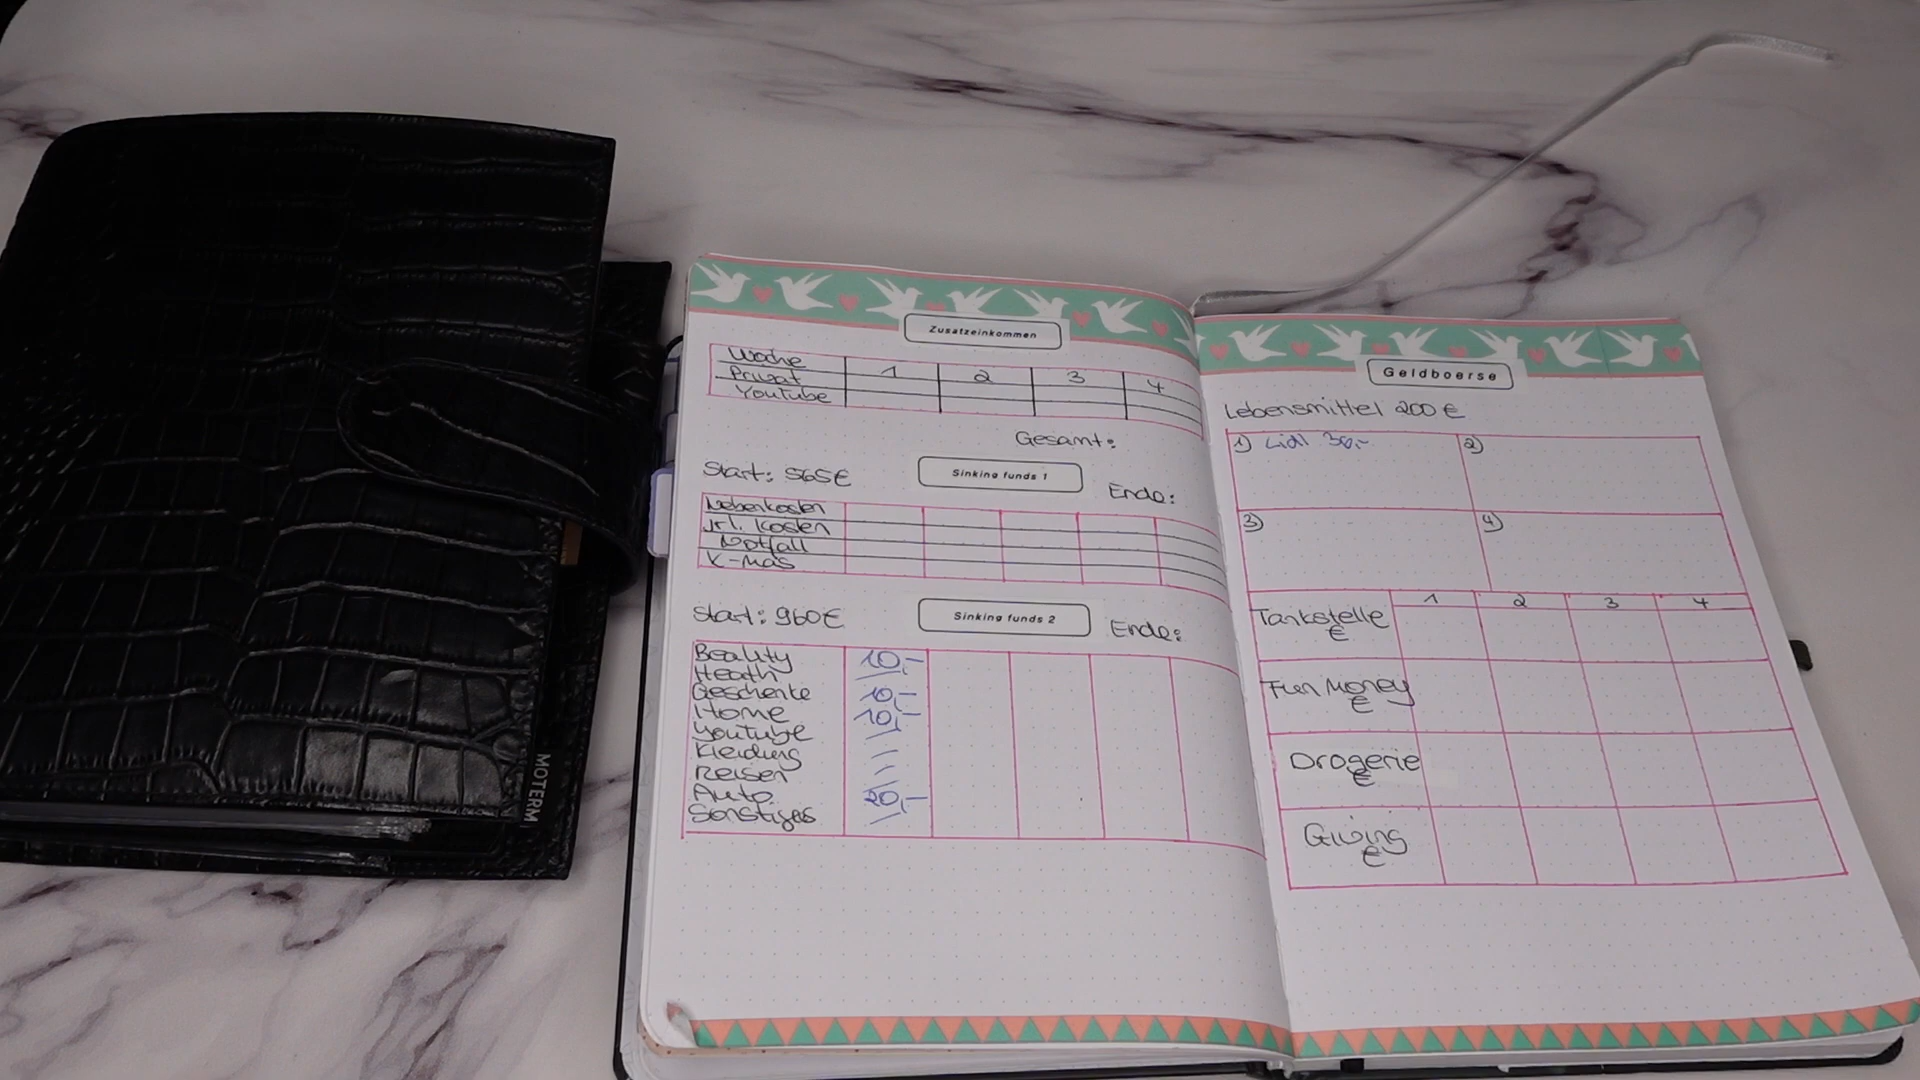 MOTERM
Zusatzeinkommen
Woche 1 2 3 4
Privat
Youtube
Gesamt:
Start: 565€ Sinking funds 1 Ende:
Nebenkosten
Jrl. Kosten
Notfall
X-Mas
Start: 960€ Sinking funds 2 Ende:
Beauty 10,-
Health
Geschenke 10,-
Home 10,-
Youtube
Kleidung
Reisen
Auto 20,-
Sonstiges
Geldboerse
Lebensmittel 200€
1) Lidl 2)
3) 4)
1 2 3 4
Tankstelle
€
Fun Money
€
Drogerie
€
Giving
€